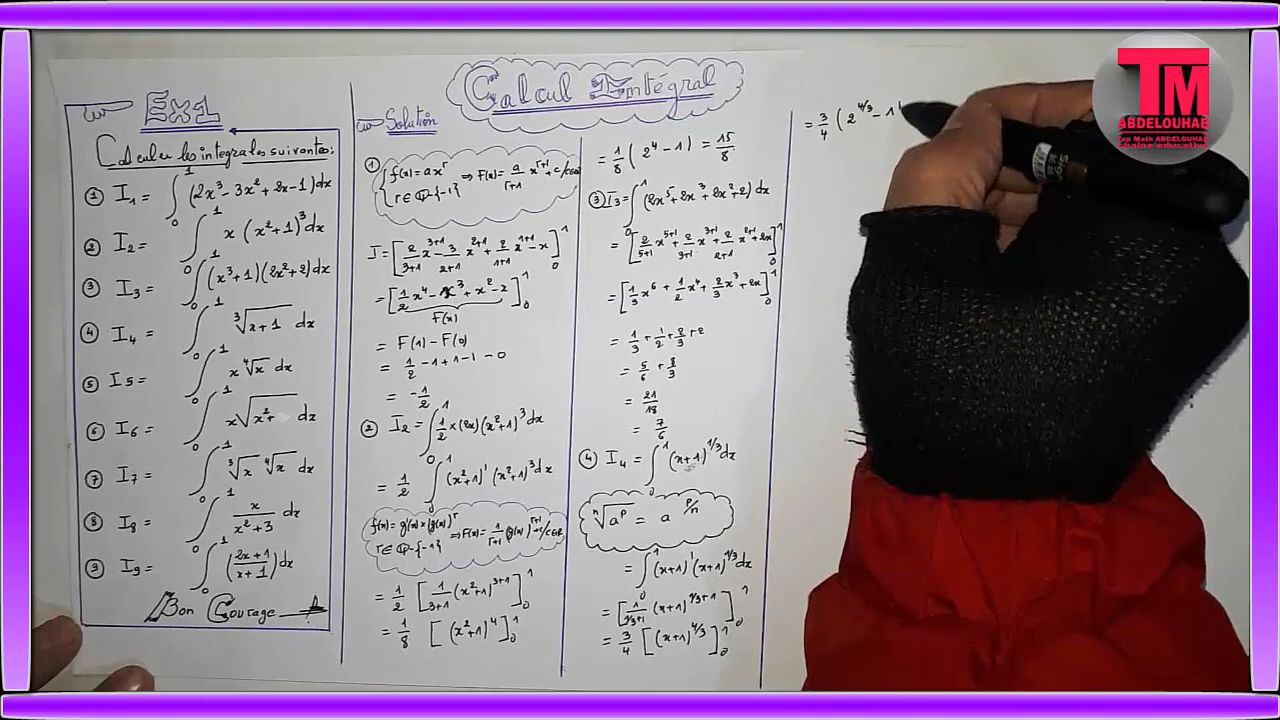 Calcul Intégral
Ex1
Calculer les integrales suivantes:
① I₁ = ∫₀¹ (2x³ - 3x² + 2x - 1) dx
② I₂ = ∫₀¹ x (x² + 1)³ dx
③ I₃ = ∫₀¹ (x³ + 1)(2x² + 2) dx
④ I₄ = ∫₀¹ ³√(x + 1) dx
⑤ I₅ = ∫₀¹ x ⁴√x dx
⑥ I₆ = ∫₀¹ x √(x² + ) dx
⑦ I₇ = ∫₀¹ ³√x ⁴√x dx
⑧ I₈ = ∫₀¹ x/(x² + 3) dx
⑨ I₉ = ∫₀¹ ((2x + 1)/(x + 1)) dx
Bon Courage
Solution
① f(x) = a x^r ⇒ F(x) = a/(r+1) x^(r+1) + c / c∈ℝ
r ∈ ℚ - {-1}
I = [2/(3+1) x^(3+1) - 3/(2+1) x^(2+1) + 2/(1+1) x^(1+1) - x]₀¹
= [1/2 x⁴ - x³ + x² - x]₀¹
F(x)
= F(1) - F(0)
= 1/2 - 1 + 1 - 1 - 0
= -1/2
② I₂ = ∫₀¹ 1/2 × (2x)(x² + 1)³ dx
= 1/2 ∫₀¹ (x² + 1)' (x² + 1)³ dx
f(x) = g'(x) × (g(x))^r ⇒ F(x) = 1/(r+1) (g(x))^(r+1) + c / c∈ℝ
r ∈ ℚ - {-1}
= 1/2 [1/(3+1) (x² + 1)^(3+1)]₀¹
= 1/8 [(x² + 1)⁴]₀¹
= 1/8 (2⁴ - 1) = 15/8
③ I₃ = ∫₀¹ (2x⁵ + 2x³ + 2x² + 2) dx
= [2/(5+1) x^(5+1) + 2/(3+1) x^(3+1) + 2/(2+1) x^(2+1) + 2x]₀¹
= [1/3 x⁶ + 1/2 x⁴ + 2/3 x³ + 2x]₀¹
= 1/3 + 1/2 + 2/3 + 2
= 5/6 + 8/3
= 21/18
= 7/6
④ I₄ = ∫₀¹ (x + 1)^(1/3) dx
ⁿ√(a^p) = a^(p/n)
= ∫₀¹ (x + 1)' (x + 1)^(1/3) dx
= [1/(1/3+1) (x + 1)^(1/3+1)]₀¹
= 3/4 [(x + 1)^(4/3)]₀¹
= 3/4 (2^(4/3) - 1
TM
ABDELOUHAB
Top Math ABDELOUHAB
chaine educative